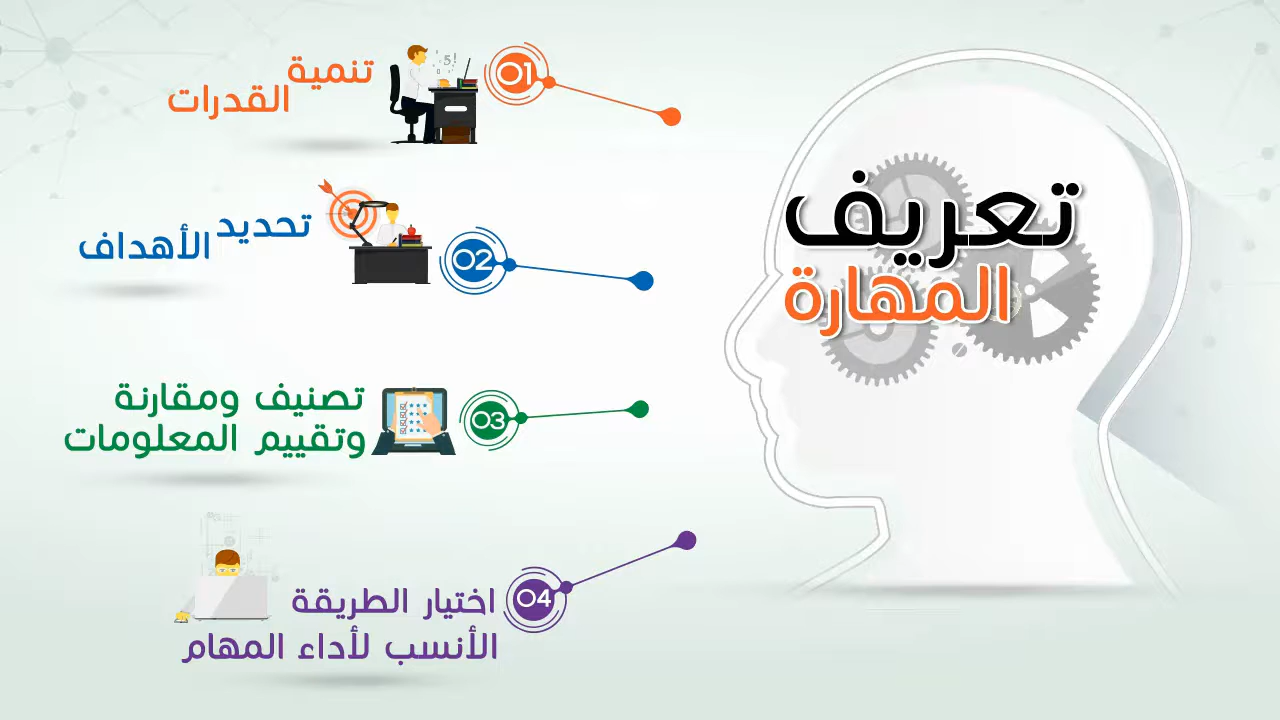 تعريف
المهارة
01
تنمية
القدرات
02
تحديد
الأهداف
03
تصنيف ومقارنة
وتقييم المعلومات
04
اختيار الطريقة
الأنسب لأداء المهام